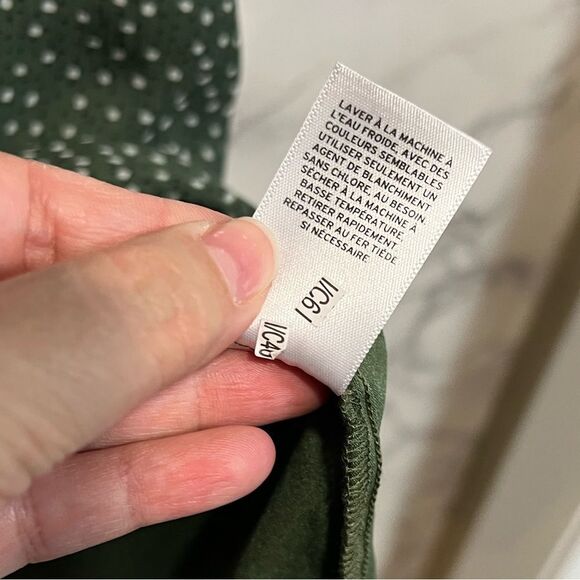 LAVER À LA MACHINE À
L'EAU FROIDE, AVEC DES
COULEURS SEMBLABLES
UTILISER SEULEMENT UN
AGENT DE BLANCHIMENT
SANS CHLORE, AU BESOIN
SÉCHER À LA MACHINE À
BASSE TEMPÉRATURE
RETIRER RAPIDEMENT
REPASSER AU FER TIÈDE
SI NÉCESSAIRE